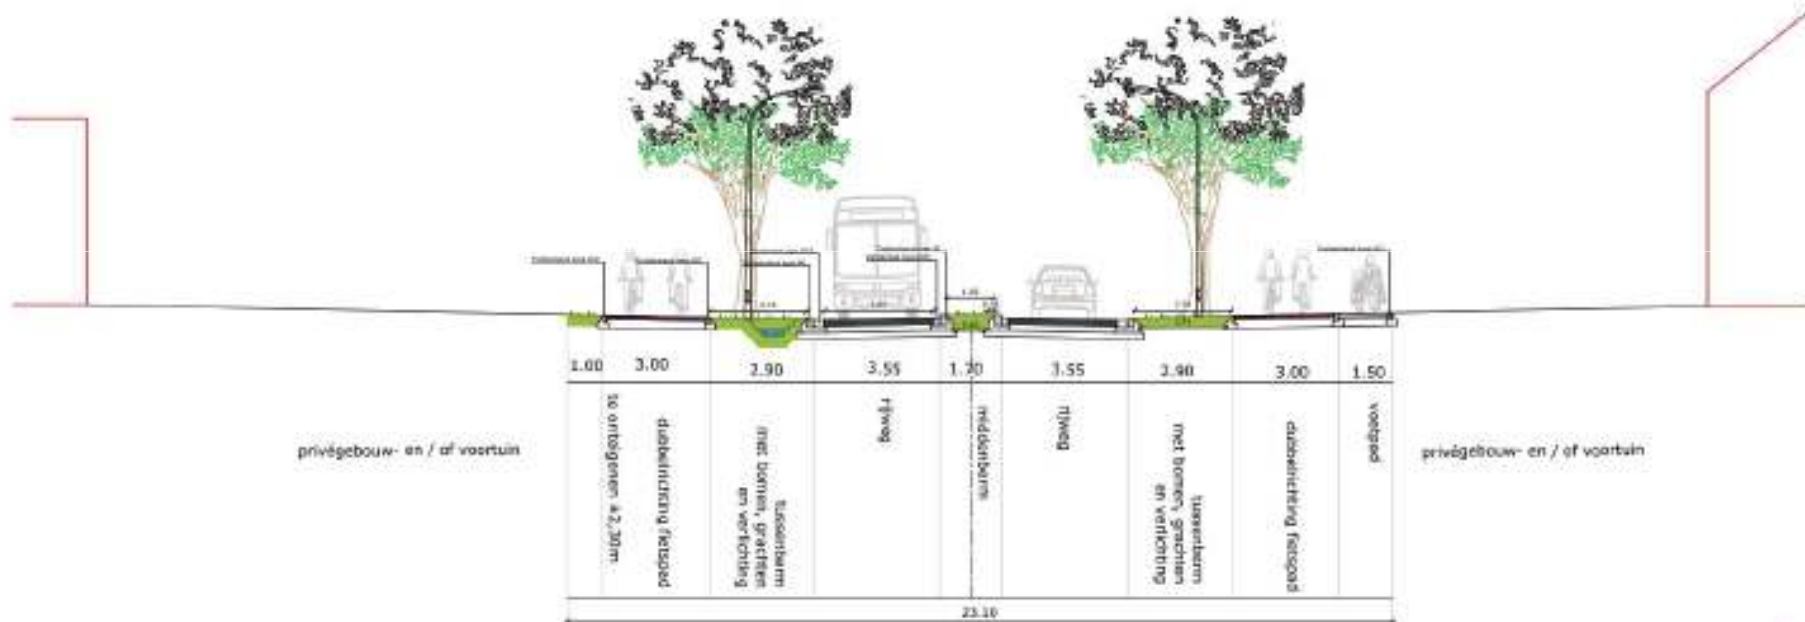 1.00
3.00
2.90
3.55
1.70
3.55
2.90
3.00
1.50
privégebouw- en / of voortuin
te onteigenen ±2,30m
dubbelrichting fietspad
tussenberm
met bomen, grachten
en verlichting
rijweg
middenberm
rijweg
tussenberm
met bomen, grachten
en verlichting
dubbelrichting fietspad
voetpad
privégebouw- en / of voortuin
23.10